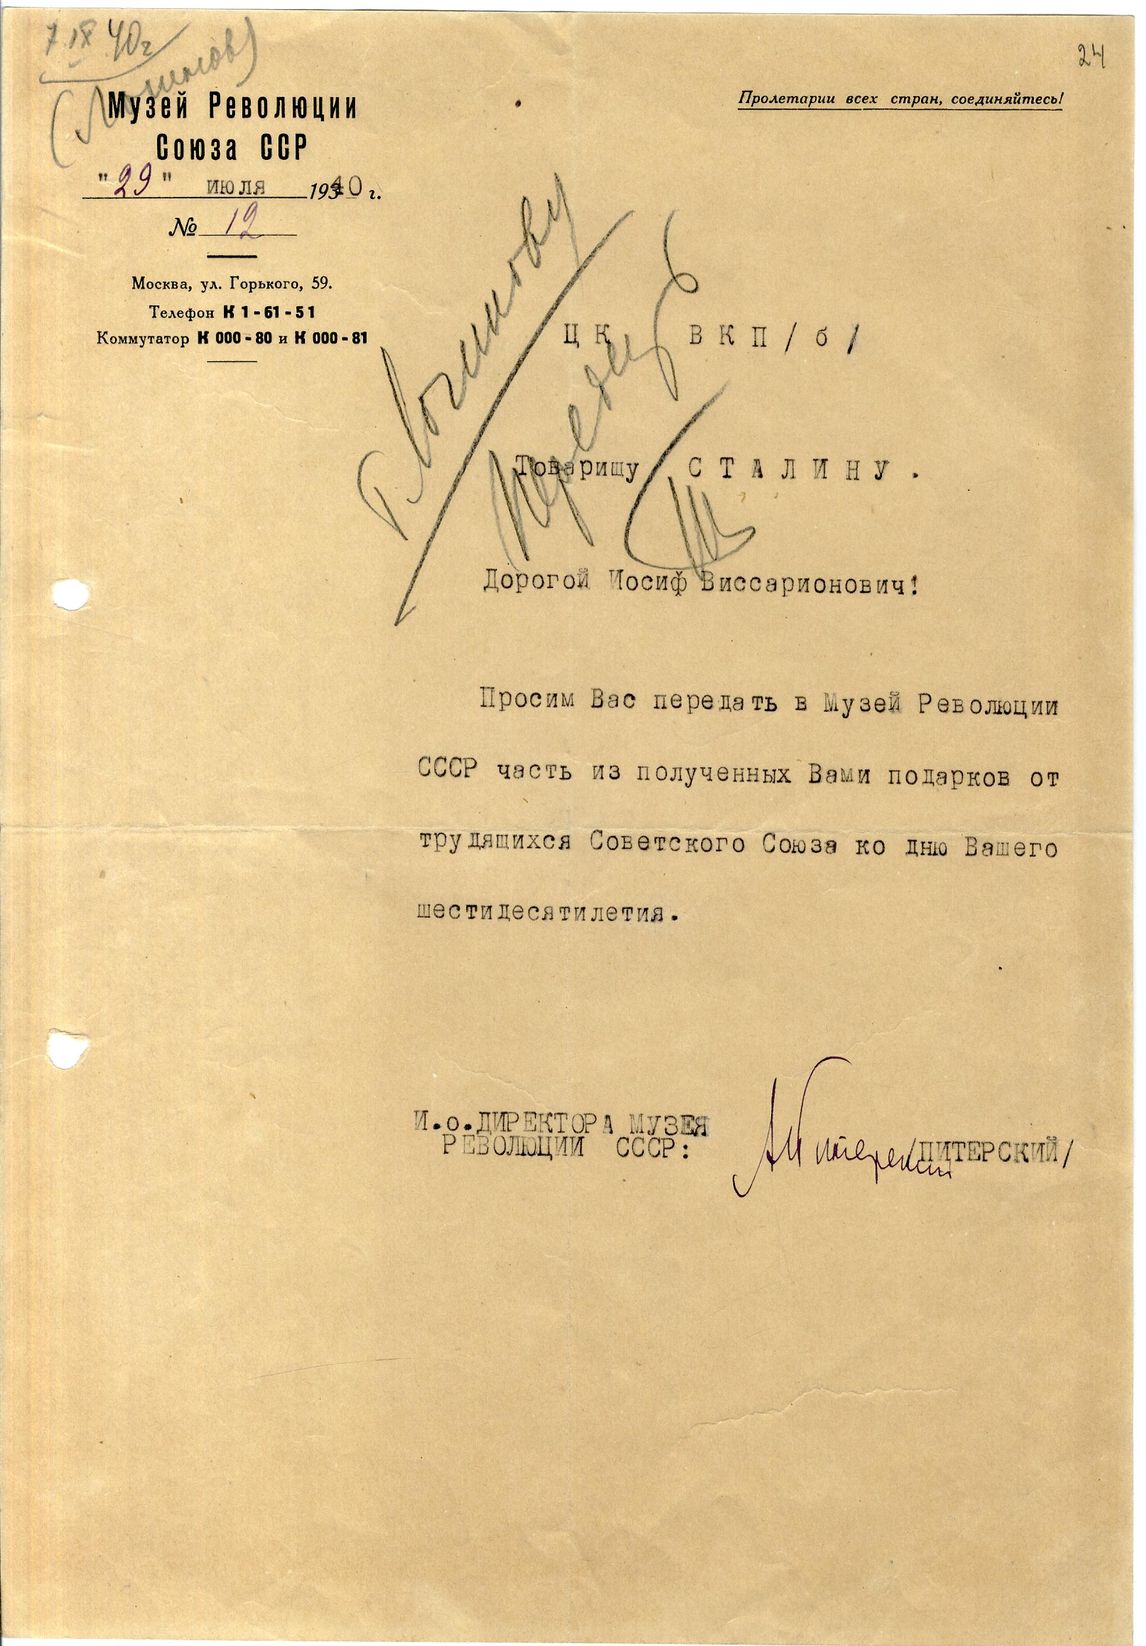 7 IX 40 г
24
Музей Революции
Союза ССР
"29" июля 1940 г.
№ 12
Москва, ул. Горького, 59.
Телефон К 1-61-51
Коммутатор К 000-80 и К 000-81
Пролетарии всех стран, соединяйтесь!
т. Логинову
ЦК ВКП/б/
Товарищу СТАЛИНУ.
Дорогой Иосиф Виссарионович!
Просим Вас передать в Музей Революции
СССР часть из полученных Вами подарков от
трудящихся Советского Союза ко дню Вашего
шестидесятилетия.
И.о.ДИРЕКТОРА МУЗЕЯ
РЕВОЛЮЦИИ СССР:
АПитерский /ПИТЕРСКИЙ/